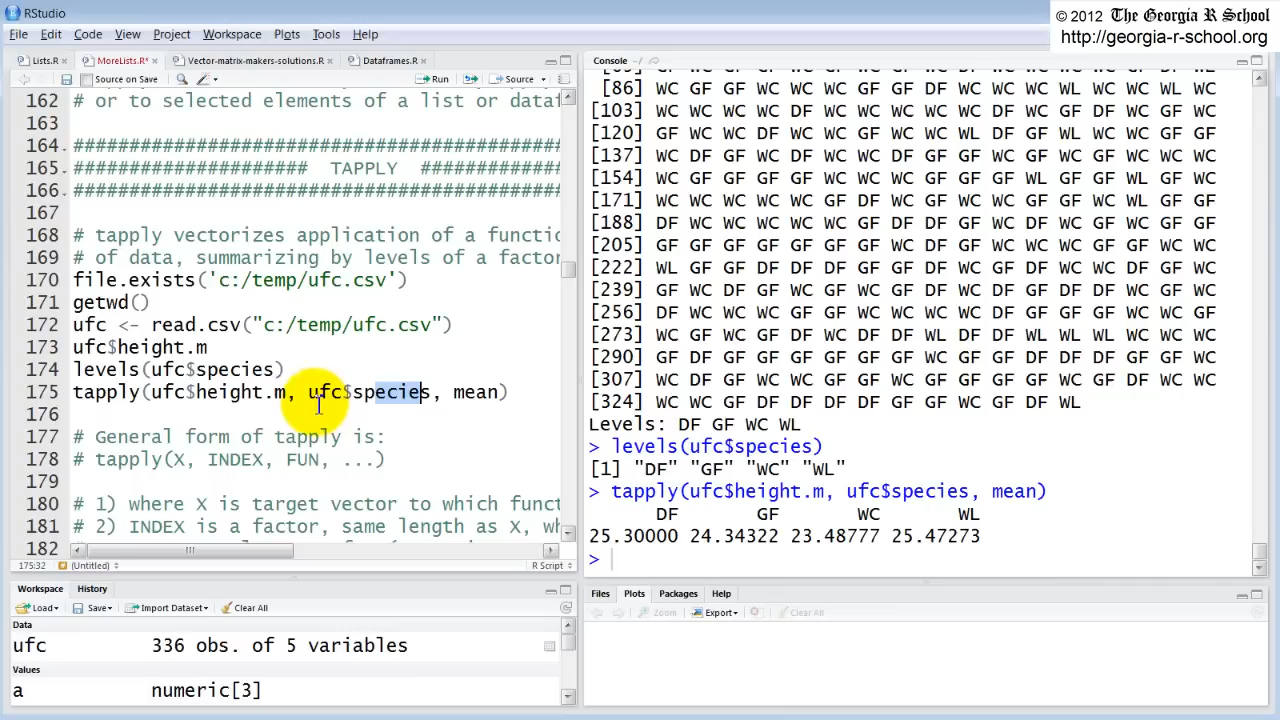 RStudio
© 2012 The Georgia R School
http://georgia-r-school.org
File Edit Code View Project Workspace Plots Tools Help
Lists.R MoreLists.R* Vector-matrix-makers-solutions.R Dataframes.R
Source on Save Run Source
162 # or to selected elements of a list or data
163
164 ############################################
165 ##################### TAPPLY #############
166 ############################################
167
168 # tapply vectorizes application of a functio
169 # of data, summarizing by levels of a factor
170 file.exists('c:/temp/ufc.csv')
171 getwd()
172 ufc <- read.csv("c:/temp/ufc.csv")
173 ufc$height.m
174 levels(ufc$species)
175 tapply(ufc$height.m, ufc$species, mean)
176
177 # General form of tapply is:
178 # tapply(X, INDEX, FUN, ...)
179
180 # 1) where X is target vector to which funct
181 # 2) INDEX is a factor, same length as X, wh
182
175:32 (Untitled) R Script
Workspace History
Load Save Import Dataset Clear All
Data
ufc 336 obs. of 5 variables
Values
a numeric[3]
Console ~/
[86] WC GF GF WC WC WC GF GF DF WC WC WC WL WC WC WL WC
[103] WC WC WC WC DF WC WC WC WC WC DF WC GF DF WC GF WC
[120] GF WC WC DF WC WC GF WC WC WL DF GF WL WC WC GF GF
[137] WC DF GF WC DF WC WC DF GF GF WC WC GF WC GF WC WC
[154] WC GF GF GF GF WC WC WC GF GF GF WL GF GF WL GF WC
[171] WC GF WC WC GF WC GF WC GF GF WC GF GF WC WL GF GF
[188] DF WC WC WC WC WC GF DF DF GF WC DF WC WC GF WC GF
[205] GF GF GF GF GF GF GF WC DF WC GF GF GF WC GF GF WC
[222] WL GF GF DF DF DF DF GF GF WC GF DF WC WC DF GF WC
[239] GF GF DF DF GF GF DF GF GF WC DF GF DF WC GF GF WC
[256] DF WC WC GF WC WC GF GF GF WC WC GF WC WC WC WC GF
[273] WC GF WC GF DF WC DF DF WL DF DF WL WL WL WC WC WC
[290] GF DF GF GF GF GF GF WC WC GF GF DF GF GF DF DF WC
[307] DF WC DF DF GF WC GF GF WC DF WC WC GF DF DF WC WC
[324] WC WC GF DF DF DF DF GF GF GF DF GF WL
Levels: DF GF WC WL
> levels(ufc$species)
[1] "DF" "GF" "WC" "WL"
> tapply(ufc$height.m, ufc$species, mean)
DF GF WC WL
25.30000 24.34322 23.48777 25.47273
>
Files Plots Packages Help
Zoom Export Clear All